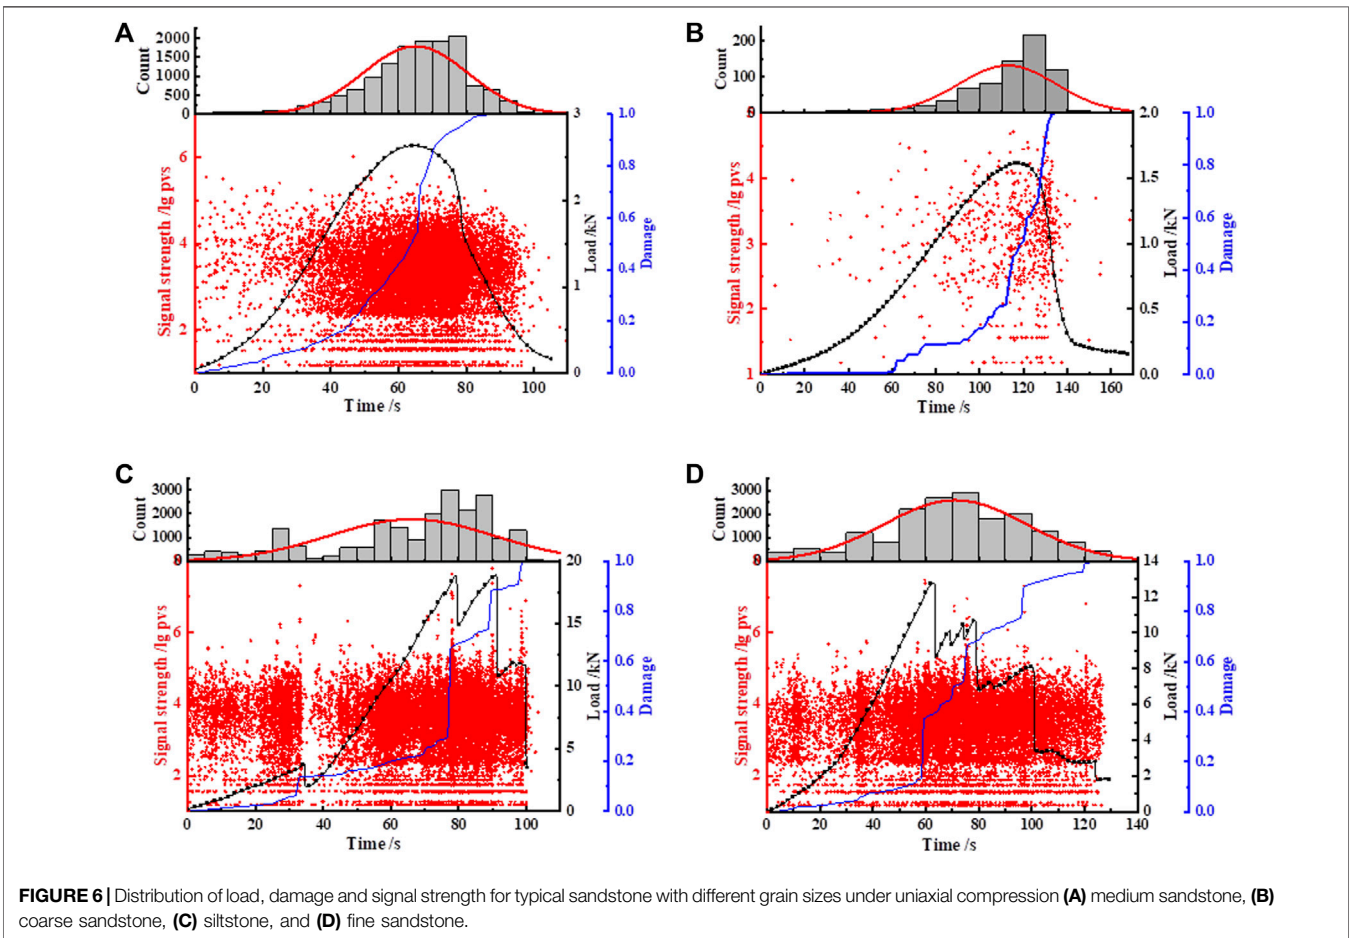 A
B
Count
2000
1500
1000
500
0
Count
200
100
Signal strength /lg pvs
6
4
2
3
2
1
0
Load /kN
1.0
0.8
0.6
0.4
0.2
0.0
Damage
0 20 40 60 80 100
Time /s
Signal strength /lg pvs
4
3
2
1
2.0
1.5
1.0
0.5
0.0
Load /kN
1.0
0.8
0.6
0.4
0.2
0.0
Damage
0 20 40 60 80 100 120 140 160
Time /s
C
D
Count
3000
2000
1000
Count
3000
2000
1000
Signal strength /lg pvs
6
4
2
20
15
10
5
0
Load /kN
1.0
0.8
0.6
0.4
0.2
0.0
Damage
0 20 40 60 80 100
Time /s
Signal strength /lg pvs
6
4
2
14
12
10
8
6
4
2
0
Load /kN
1.0
0.8
0.6
0.4
0.2
0.0
Damage
0 20 40 60 80 100 120 140
Time /s
FIGURE 6 | Distribution of load, damage and signal strength for typical sandstone with different grain sizes under uniaxial compression (A) medium sandstone, (B)
coarse sandstone, (C) siltstone, and (D) fine sandstone.